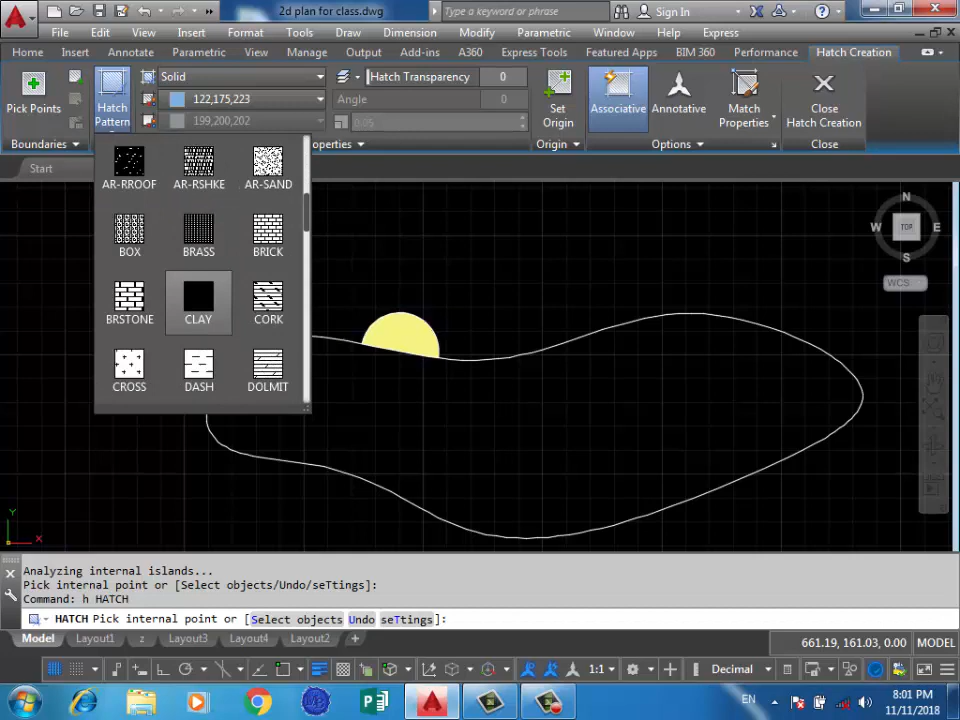 2d plan for class.dwg
Type a keyword or phrase
Sign In
File Edit View Insert Format Tools Draw Dimension Modify Parametric Window Help Express
Home Insert Annotate Parametric View Manage Output Add-ins A360 Express Tools Featured Apps BIM 360 Performance Hatch Creation
Pick Points
Boundaries
Hatch
Pattern
Solid
122,175,223
199,200,202
Hatch Transparency 0
Angle 0
0.05
operties
Set
Origin
Origin
Associative
Annotative
Match
Properties
Options
Close
Hatch Creation
Close
Start
AR-RROOF AR-RSHKE AR-SAND
BOX BRASS BRICK
BRSTONE CLAY CORK
CROSS DASH DOLMIT
N
W TOP E
S
WCS
Y
X
Analyzing internal islands...
Pick internal point or [Select objects/Undo/seTtings]:
Command: h HATCH
HATCH Pick internal point or [Select objects Undo seTtings]:
Model Layout1 z Layout3 Layout4 Layout2 +
661.19, 161.03, 0.00 MODEL
1:1 Decimal
EN
8:01 PM
11/11/2018